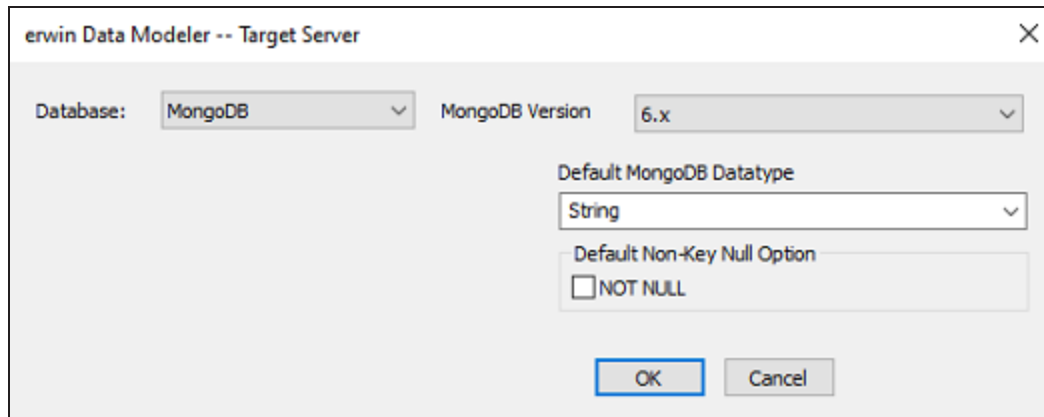 erwin Data Modeler -- Target Server
Database: MongoDB MongoDB Version 6.x
Default MongoDB Datatype
String
Default Non-Key Null Option
NOT NULL
OK Cancel